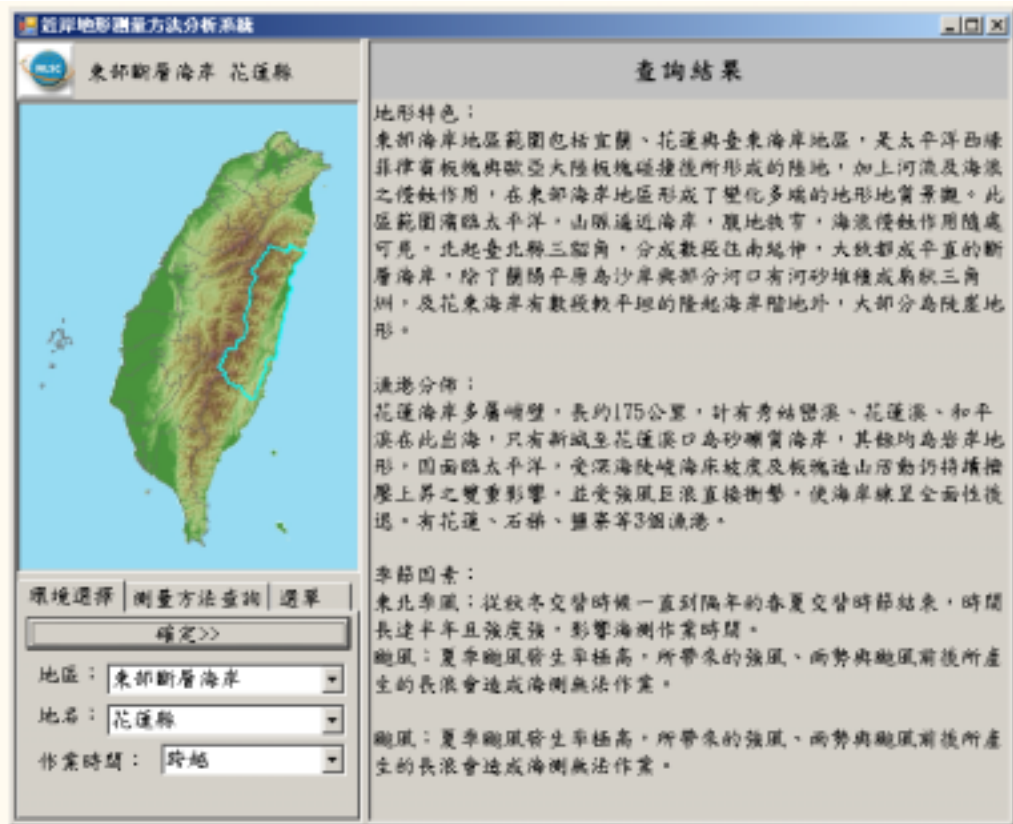 近岸地形測量方法分析系統
東部斷層海岸 花蓮縣
查詢結果
地形特色：
東部海岸地區範圍包括宜蘭、花蓮與臺東海岸地區，是太平洋西緣
菲律賓板塊與歐亞大陸板塊碰撞後所形成的陸地，加上河流及海浪
之侵蝕作用，在東部海岸地區形成了變化多端的地形地質景觀。此
區範圍濱臨太平洋，山脈逼近海岸，腹地狹窄，海浪侵蝕作用隨處
可見，北起臺北縣三貂角，分成數段往南延伸，大致都成平直的斷
層海岸，除了蘭陽平原為沙岸與部分河口有河砂堆積成扇狀三角
洲，及花東海岸有數段較平坦的隆起海岸階地外，大部分為陡崖地
形。
漁港分佈：
花蓮海岸多屬峭壁，長約175公里，計有秀姑巒溪、花蓮溪、和平
溪在此出海，只有新城至花蓮溪口為砂礫質海岸，其餘均為岩岸地
形，因面臨太平洋，受深海陡峻海床坡度及板塊造山活動仍持續擠
壓上昇之雙重影響，並受強風巨浪直接衝擊，使海岸線呈全面性後
退。有花蓮、石梯、鹽寮等3個漁港。
季節因素：
東北季風：從秋冬交替時候一直到隔年的春夏交替時節結束，時間
長達半年且強度強，影響海測作業時間。
颱風：夏季颱風發生率極高，所帶來的強風、雨勢與颱風前後所產
生的長浪會造成海測無法作業。
颱風：夏季颱風發生率極高，所帶來的強風、雨勢與颱風前後所產
生的長浪會造成海測無法作業。
環境選擇 測量方法查詢 選單
確定>>
地區： 東部斷層海岸
地名： 花蓮縣
作業時間： 跨越